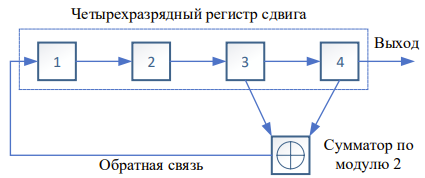 Четырехразрядный регистр сдвига
Выход
1
2
3
4
Обратная связь
Сумматор по
модулю 2